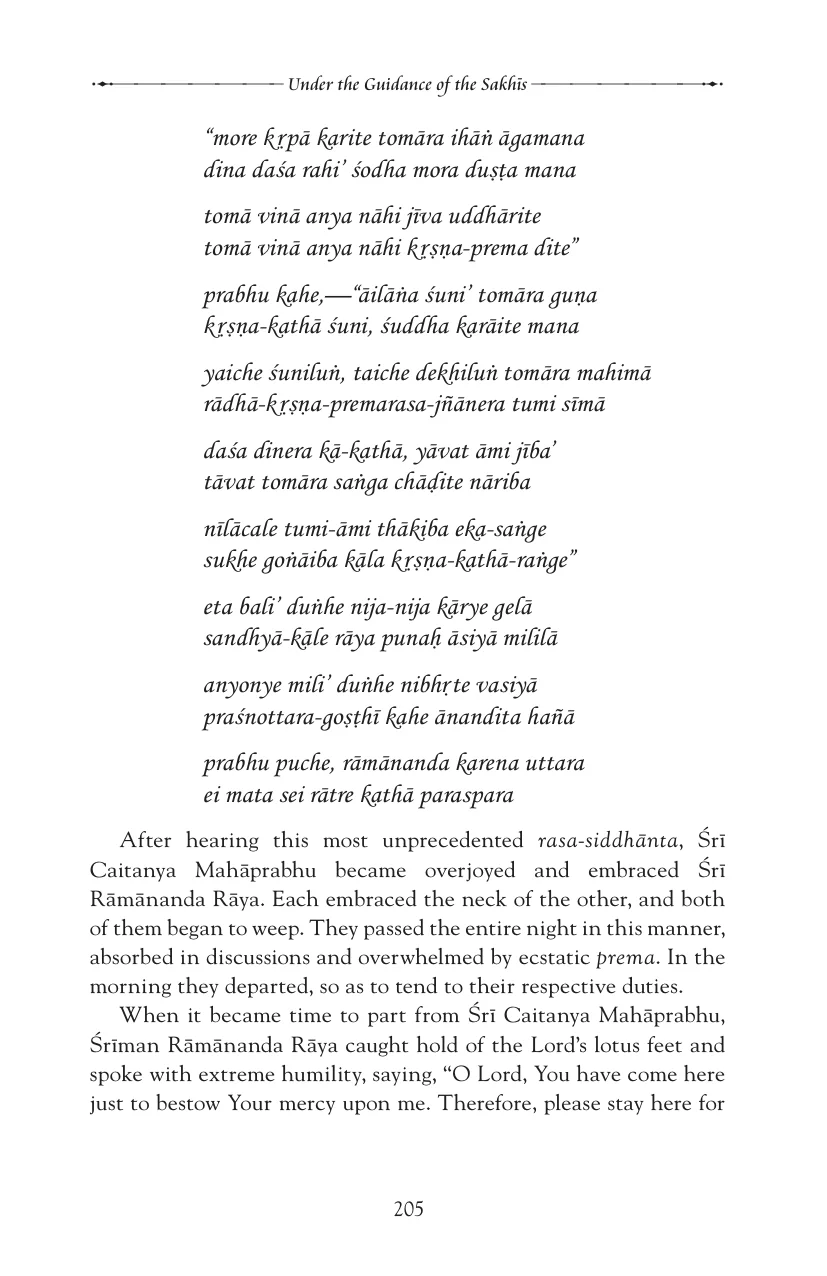 Under the Guidance of the Sakhīs
“more kṛpā karite tomāra ihāṅ āgamana
dina daśa rahi’ śodha mora duṣṭa mana
tomā vinā anya nāhi jīva uddhārite
tomā vinā anya nāhi kṛṣṇa-prema dite”
prabhu kahe,—“āilāṅa śuni’ tomāra guṇa
kṛṣṇa-kathā śuni, śuddha karāite mana
yaiche śuniluṅ, taiche dekhiluṅ tomāra mahimā
rādhā-kṛṣṇa-premarasa-jñānera tumi sīmā
daśa dinera kā-kathā, yāvat āmi jība’
tāvat tomāra saṅga chāḍite nāriba
nīlācale tumi-āmi thākiba eka-saṅge
sukhe goṅāiba kāla kṛṣṇa-kathā-raṅge”
eta bali’ duṅhe nija-nija kārye gelā
sandhyā-kāle rāya punaḥ āsiyā mililā
anyonye mili’ duṅhe nibhṛte vasiyā
praśnottara-goṣṭhī kahe ānandita hañā
prabhu puche, rāmānanda karena uttara
ei mata sei rātre kathā paraspara
After hearing this most unprecedented rasa-siddhānta, Śrī
Caitanya Mahāprabhu became overjoyed and embraced Śrī
Rāmānanda Rāya. Each embraced the neck of the other, and both
of them began to weep. They passed the entire night in this manner,
absorbed in discussions and overwhelmed by ecstatic prema. In the
morning they departed, so as to tend to their respective duties.
When it became time to part from Śrī Caitanya Mahāprabhu,
Śrīman Rāmānanda Rāya caught hold of the Lord’s lotus feet and
spoke with extreme humility, saying, “O Lord, You have come here
just to bestow Your mercy upon me. Therefore, please stay here for
205